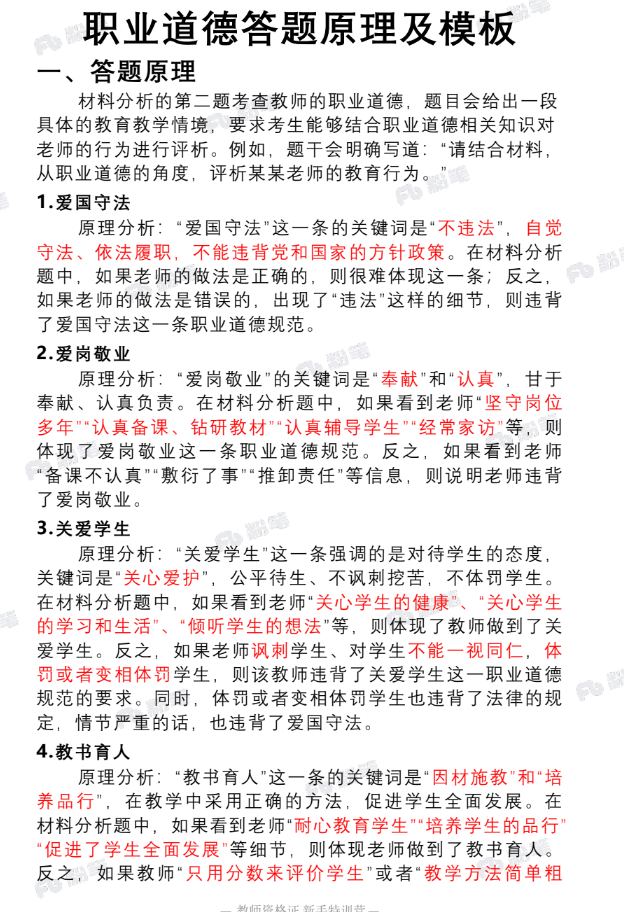 职业道德答题原理及模板
一、答题原理
材料分析的第二题考查教师的职业道德，题目会给出一段
具体的教育教学情境，要求考生能够结合职业道德相关知识对
老师的行为进行评析。例如，题干会明确写道：“请结合材料，
从职业道德的角度，评析某某老师的教育行为。”
1.爱国守法
原理分析：“爱国守法”这一条的关键词是“不违法”，自觉
守法、依法履职，不能违背党和国家的方针政策。在材料分析
题中，如果老师的做法是正确的，则很难体现这一条；反之，
如果老师的做法是错误的，出现了“违法”这样的细节，则违背
了爱国守法这一条职业道德规范。
2.爱岗敬业
原理分析：“爱岗敬业”的关键词是“奉献”和“认真”，甘于
奉献、认真负责。在材料分析题中，如果看到老师“坚守岗位
多年”“认真备课、钻研教材”“认真辅导学生”“经常家访”等，则
体现了爱岗敬业这一条职业道德规范。反之，如果看到老师
“备课不认真”“敷衍了事”“推卸责任”等信息，则说明老师违背
了爱岗敬业。
3.关爱学生
原理分析：“关爱学生”这一条强调的是对待学生的态度，
关键词是“关心爱护”，公平待生、不讽刺挖苦，不体罚学生。
在材料分析题中，如果看到老师“关心学生的健康”、“关心学生
的学习和生活”、“倾听学生的想法”等，则体现了教师做到了关
爱学生。反之，如果老师讽刺学生、对学生不能一视同仁，体
罚或者变相体罚学生，则该教师违背了关爱学生这一职业道德
规范的要求。同时，体罚或者变相体罚学生也违背了法律的规
定，情节严重的话，也违背了爱国守法。
4.教书育人
原理分析：“教书育人”这一条的关键词是“因材施教”和“培
养品行”，在教学中采用正确的方法，促进学生全面发展。在
材料分析题中，如果看到老师“耐心教育学生”“培养学生的品行”
“促进了学生全面发展”等细节，则体现老师做到了教书育人。
反之，如果教师“只用分数来评价学生”或者“教学方法简单粗
— 教师资格证 新手特训营 —
粉笔